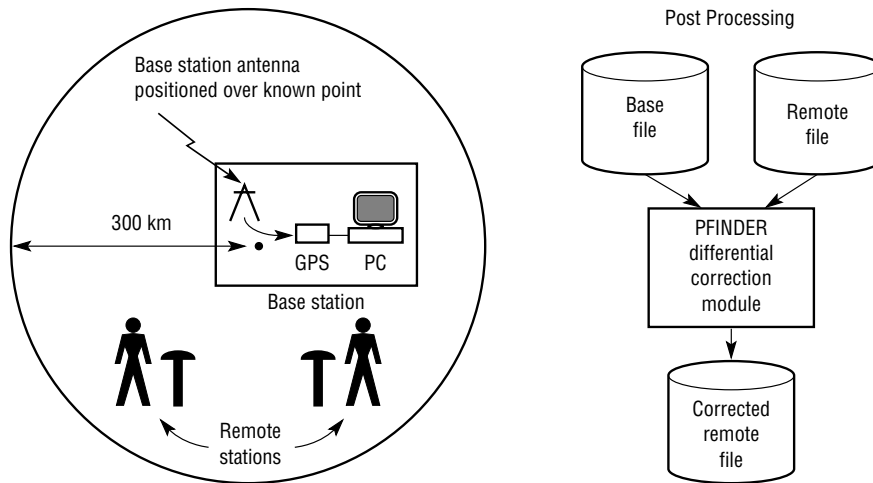 Post Processing
Base station antenna
positioned over known point
300 km
GPS
PC
Base station
Remote
stations
Base
file
Remote
file
PFINDER
differential
correction
module
Corrected
remote
file